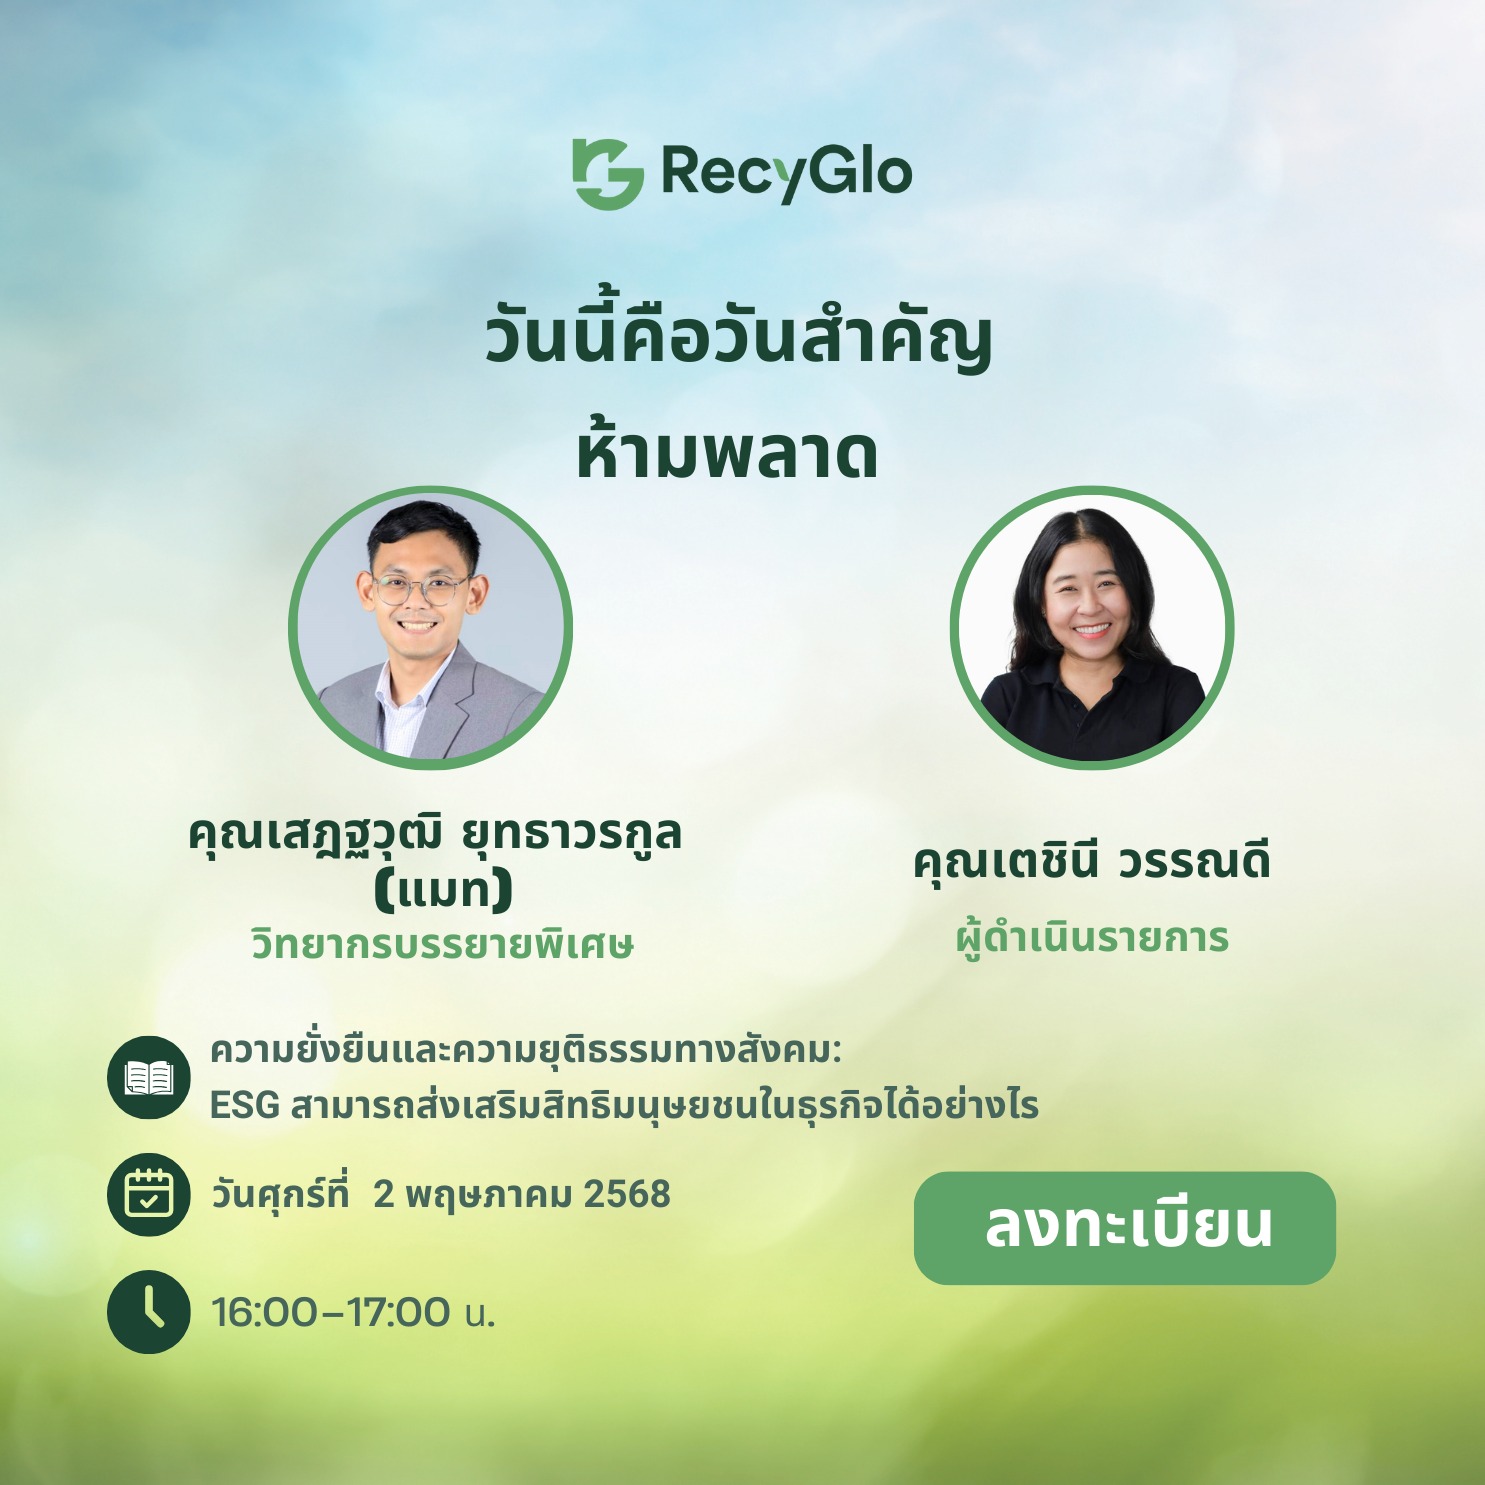 RecyGlo
วันนี้คือวันสำคัญ
ห้ามพลาด
คุณเสฎฐวุฒิ ยุทธาวรกูล
(แมท)
วิทยากรบรรยายพิเศษ
คุณเตชินี วรรณดี
ผู้ดำเนินรายการ
ความยั่งยืนและความยุติธรรมทางสังคม:
ESG สามารถส่งเสริมสิทธิมนุษยชนในธุรกิจได้อย่างไร
วันศุกร์ที่ 2 พฤษภาคม 2568
ลงทะเบียน
16:00–17:00 น.